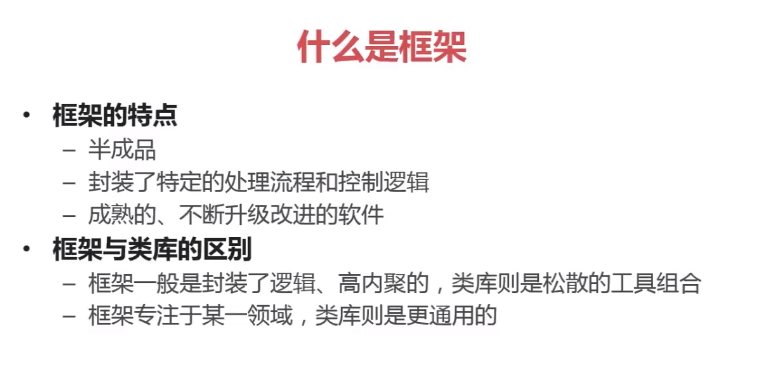 什么是框架
• 框架的特点
– 半成品
– 封装了特定的处理流程和控制逻辑
– 成熟的、不断升级改进的软件
• 框架与类库的区别
– 框架一般是封装了逻辑、高内聚的，类库则是松散的工具组合
– 框架专注于某一领域，类库则是更通用的